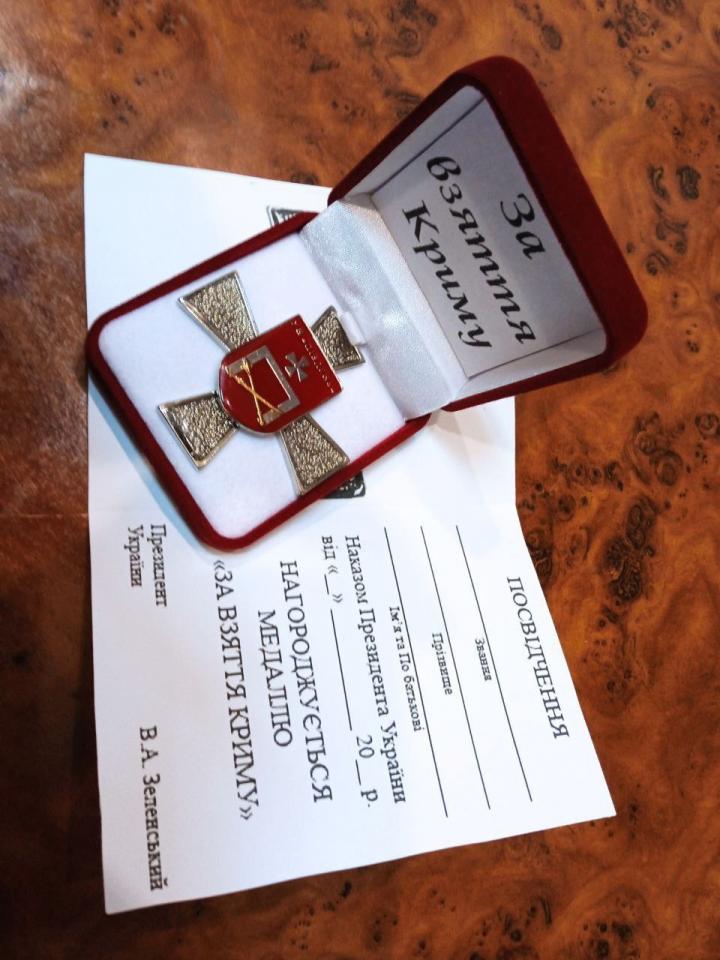 За
взяття
Криму
ПОСВІДЧЕННЯ
Звання
Прізвище
Ім'я та По батькові
Наказом Президента України
від «_» ________ 20__ р.
НАГОРОДЖУЄТЬСЯ
МЕДАЛЛЮ
«ЗА ВЗЯТТЯ КРИМУ»
Президент
України
В.А. Зеленський